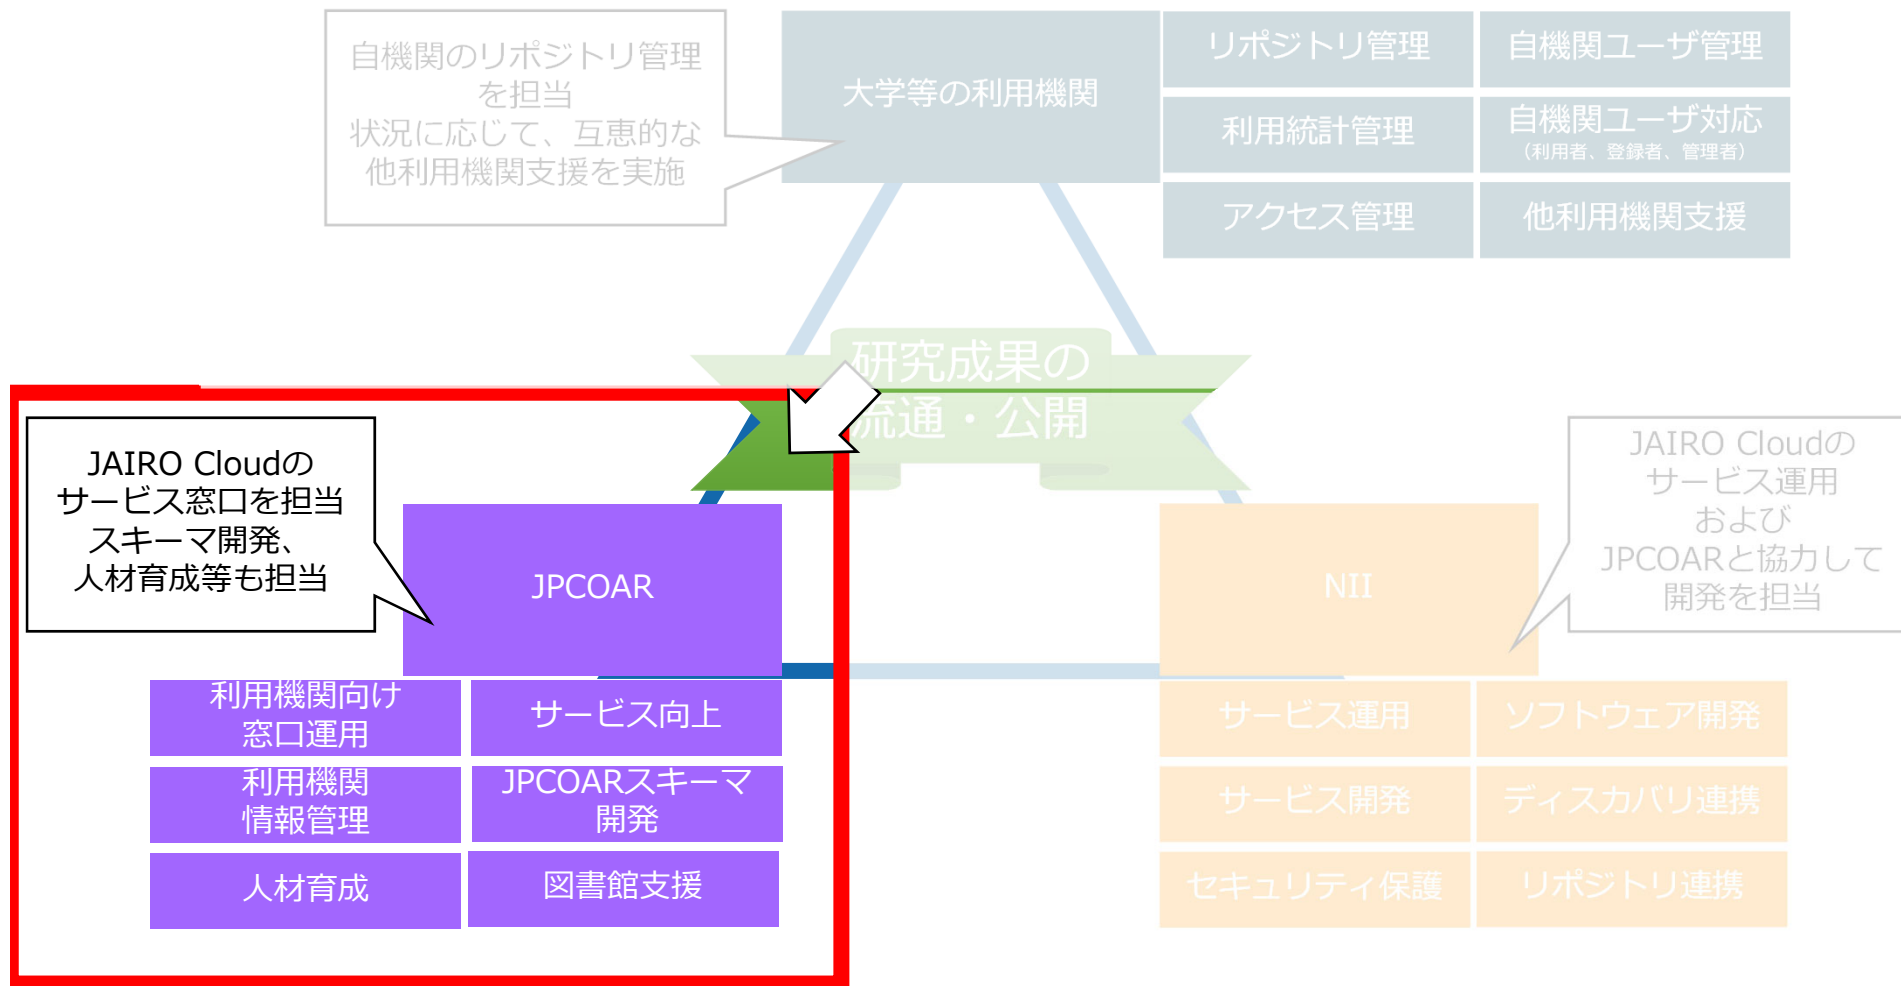 自機関のリポジトリ管理
を担当
状況に応じて、互恵的な
他利用機関支援を実施
大学等の利用機関
リポジトリ管理
自機関ユーザ管理
利用統計管理
自機関ユーザ対応
（利用者、登録者、管理者）
アクセス管理
他利用機関支援
研究成果の
流通・公開
JAIRO Cloudの
サービス窓口を担当
スキーマ開発、
人材育成等も担当
JPCOAR
利用機関向け
窓口運用
サービス向上
利用機関
情報管理
JPCOARスキーマ
開発
人材育成
図書館支援
JAIRO Cloudの
サービス運用
および
JPCOARと協力して
開発を担当
NII
サービス運用
ソフトウェア開発
サービス開発
ディスカバリ連携
セキュリティ保護
リポジトリ連携